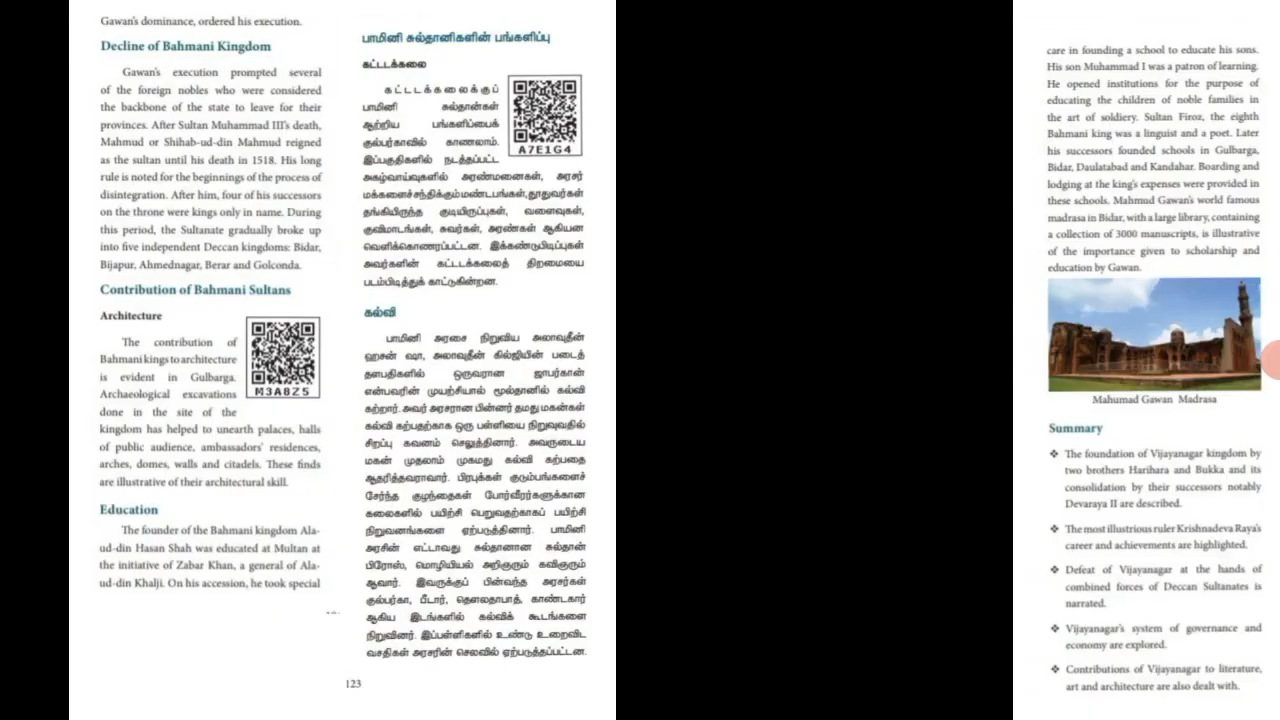 Gawan's dominance, ordered his execution.
Decline of Bahmani Kingdom
Gawan's execution prompted several
of the foreign nobles who were considered
the backbone of the state to leave for their
provinces. After Sultan Muhammad III's death,
Mahmud or Shihab-ud-din Mahmud reigned
as the sultan until his death in 1518. His long
rule is noted for the beginnings of the process of
disintegration. After him, four of his successors
on the throne were kings only in name. During
this period, the Sultanate gradually broke up
into five independent Deccan kingdoms: Bidar,
Bijapur, Ahmednagar, Berar and Golconda.
Contribution of Bahmani Sultans
Architecture
The contribution of
Bahmani kings to architecture
is evident in Gulbarga.
Archaeological excavations
done in the site of the
M3A8Z5
kingdom has helped to unearth palaces, halls
of public audience, ambassadors' residences,
arches, domes, walls and citadels. These finds
are illustrative of their architectural skill.
Education
The founder of the Bahmani kingdom Ala-
ud-din Hasan Shah was educated at Multan at
the initiative of Zabar Khan, a general of Ala-
ud-din Khalji. On his accession, he took special
பாமினி சுல்தானிகளின் பங்களிப்பு
கட்டடக்கலை
கட்டடக்கலைக்குப்
பாமினி சுல்தான்கள்
ஆற்றிய பங்களிப்பைக்
குல்பர்காவில் காணலாம்.
இப்பகுதிகளில் நடத்தப்பட்ட
A7E1G4
அகழ்வாய்வுகளில் அரண்மனைகள், அரசர்
மக்களைச்சந்திக்கும்மண்டபங்கள்,தூதுவர்கள்
தங்கியிருந்த குடியிருப்புகள், வளைவுகள்,
குவிமாடங்கள், சுவர்கள், அரண்கள் ஆகியன
வெளிக்கொணரப்பட்டன. இக்கண்டுபிடிப்புகள்
அவர்களின் கட்டடக்கலைத் திறமையை
படம்பிடித்துக் காட்டுகின்றன.
கல்வி
பாமினி அரசை நிறுவிய அலாவுதீன்
ஹசன் ஷா, அலாவுதீன் கில்ஜியின் படைத்
தளபதிகளில் ஒருவரான ஜாபர்கான்
என்பவரின் முயற்சியால் மூல்தானில் கல்வி
கற்றார். அவர் அரசரான பின்னர் தமது மகன்கள்
கல்வி கற்பதற்காக ஒரு பள்ளியை நிறுவுவதில்
சிறப்பு கவனம் செலுத்தினார். அவருடைய
மகன் முதலாம் முகமது கல்வி கற்பதை
ஆதரித்தவராவார். பிரபுக்கள் குடும்பங்களைச்
சேர்ந்த குழந்தைகள் போர்வீரர்களுக்கான
கலைகளில் பயிற்சி பெறுவதற்காகப் பயிற்சி
நிறுவனங்களை ஏற்படுத்தினார். பாமினி
அரசின் எட்டாவது சுல்தானான சுல்தான்
பிரோஸ், மொழியியல் அறிஞரும் கவிஞரும்
ஆவார். இவருக்குப் பின்வந்த அரசர்கள்
குல்பர்கா, பீடார், தௌலதாபாத், காண்டகார்
ஆகிய இடங்களில் கல்விக் கூடங்களை
நிறுவினர். இப்பள்ளிகளில் உண்டு உறைவிட
வசதிகள் அரசரின் செலவில் ஏற்படுத்தப்பட்டன.
123
care in founding a school to educate his sons.
His son Muhammad I was a patron of learning.
He opened institutions for the purpose of
educating the children of noble families in
the art of soldiery. Sultan Firoz, the eighth
Bahmani king was a linguist and a poet. Later
his successors founded schools in Gulbarga,
Bidar, Daulatabad and Kandahar. Boarding and
lodging at the king's expenses were provided in
these schools. Mahmud Gawan's world famous
madrasa in Bidar, with a large library, containing
a collection of 3000 manuscripts, is illustrative
of the importance given to scholarship and
education by Gawan.
Mahumad Gawan Madrasa
Summary
❖ The foundation of Vijayanagar kingdom by
two brothers Harihara and Bukka and its
consolidation by their successors notably
Devaraya II are described.
❖ The most illustrious ruler Krishnadeva Raya's
career and achievements are highlighted.
❖ Defeat of Vijayanagar at the hands of
combined forces of Deccan Sultanates is
narrated.
❖ Vijayanagar's system of governance and
economy are explored.
❖ Contributions of Vijayanagar to literature,
art and architecture are also dealt with.